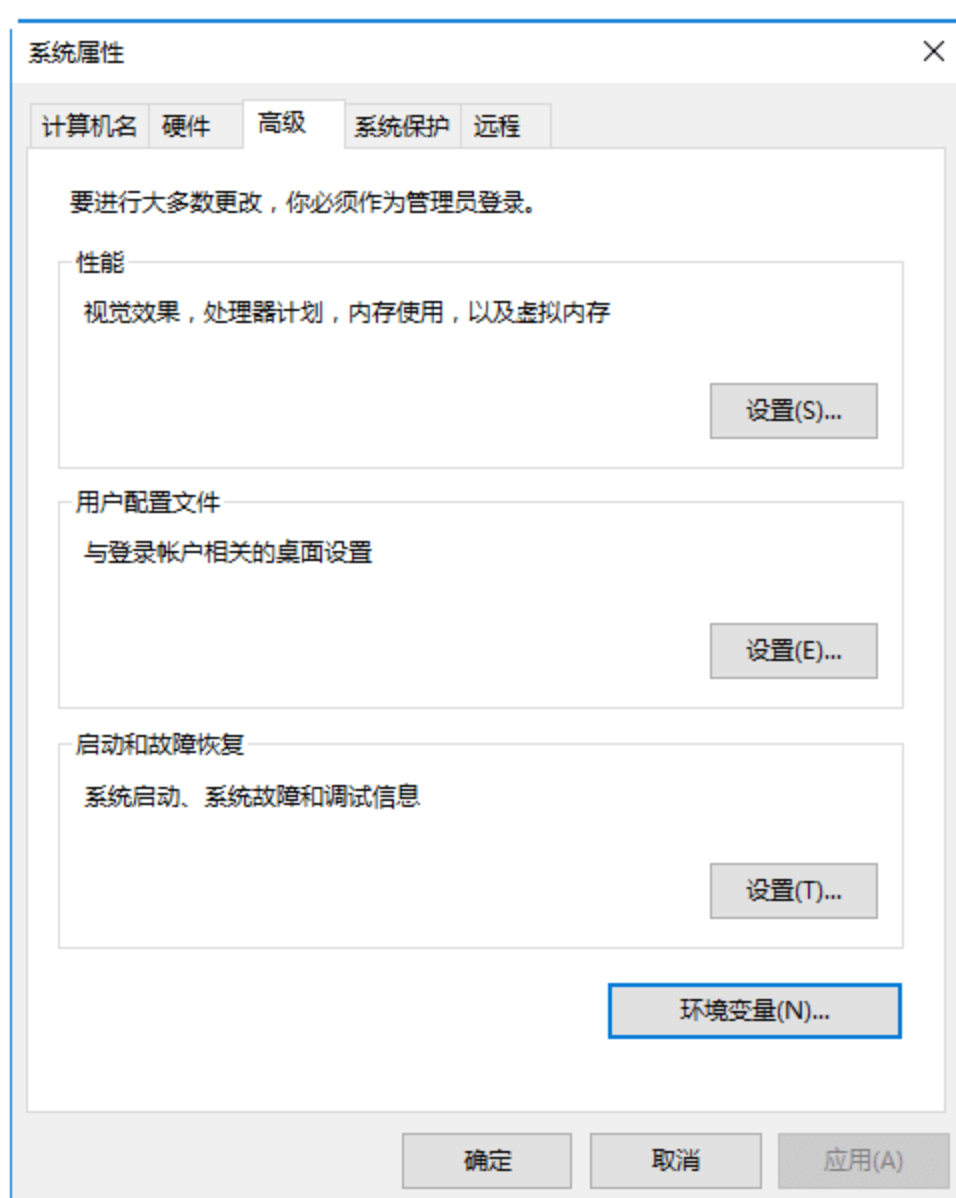 系统属性
计算机名 硬件 高级 系统保护 远程
要进行大多数更改，你必须作为管理员登录。
性能
视觉效果，处理器计划，内存使用，以及虚拟内存
设置(S)...
用户配置文件
与登录帐户相关的桌面设置
设置(E)...
启动和故障恢复
系统启动、系统故障和调试信息
设置(T)...
环境变量(N)...
确定 取消 应用(A)